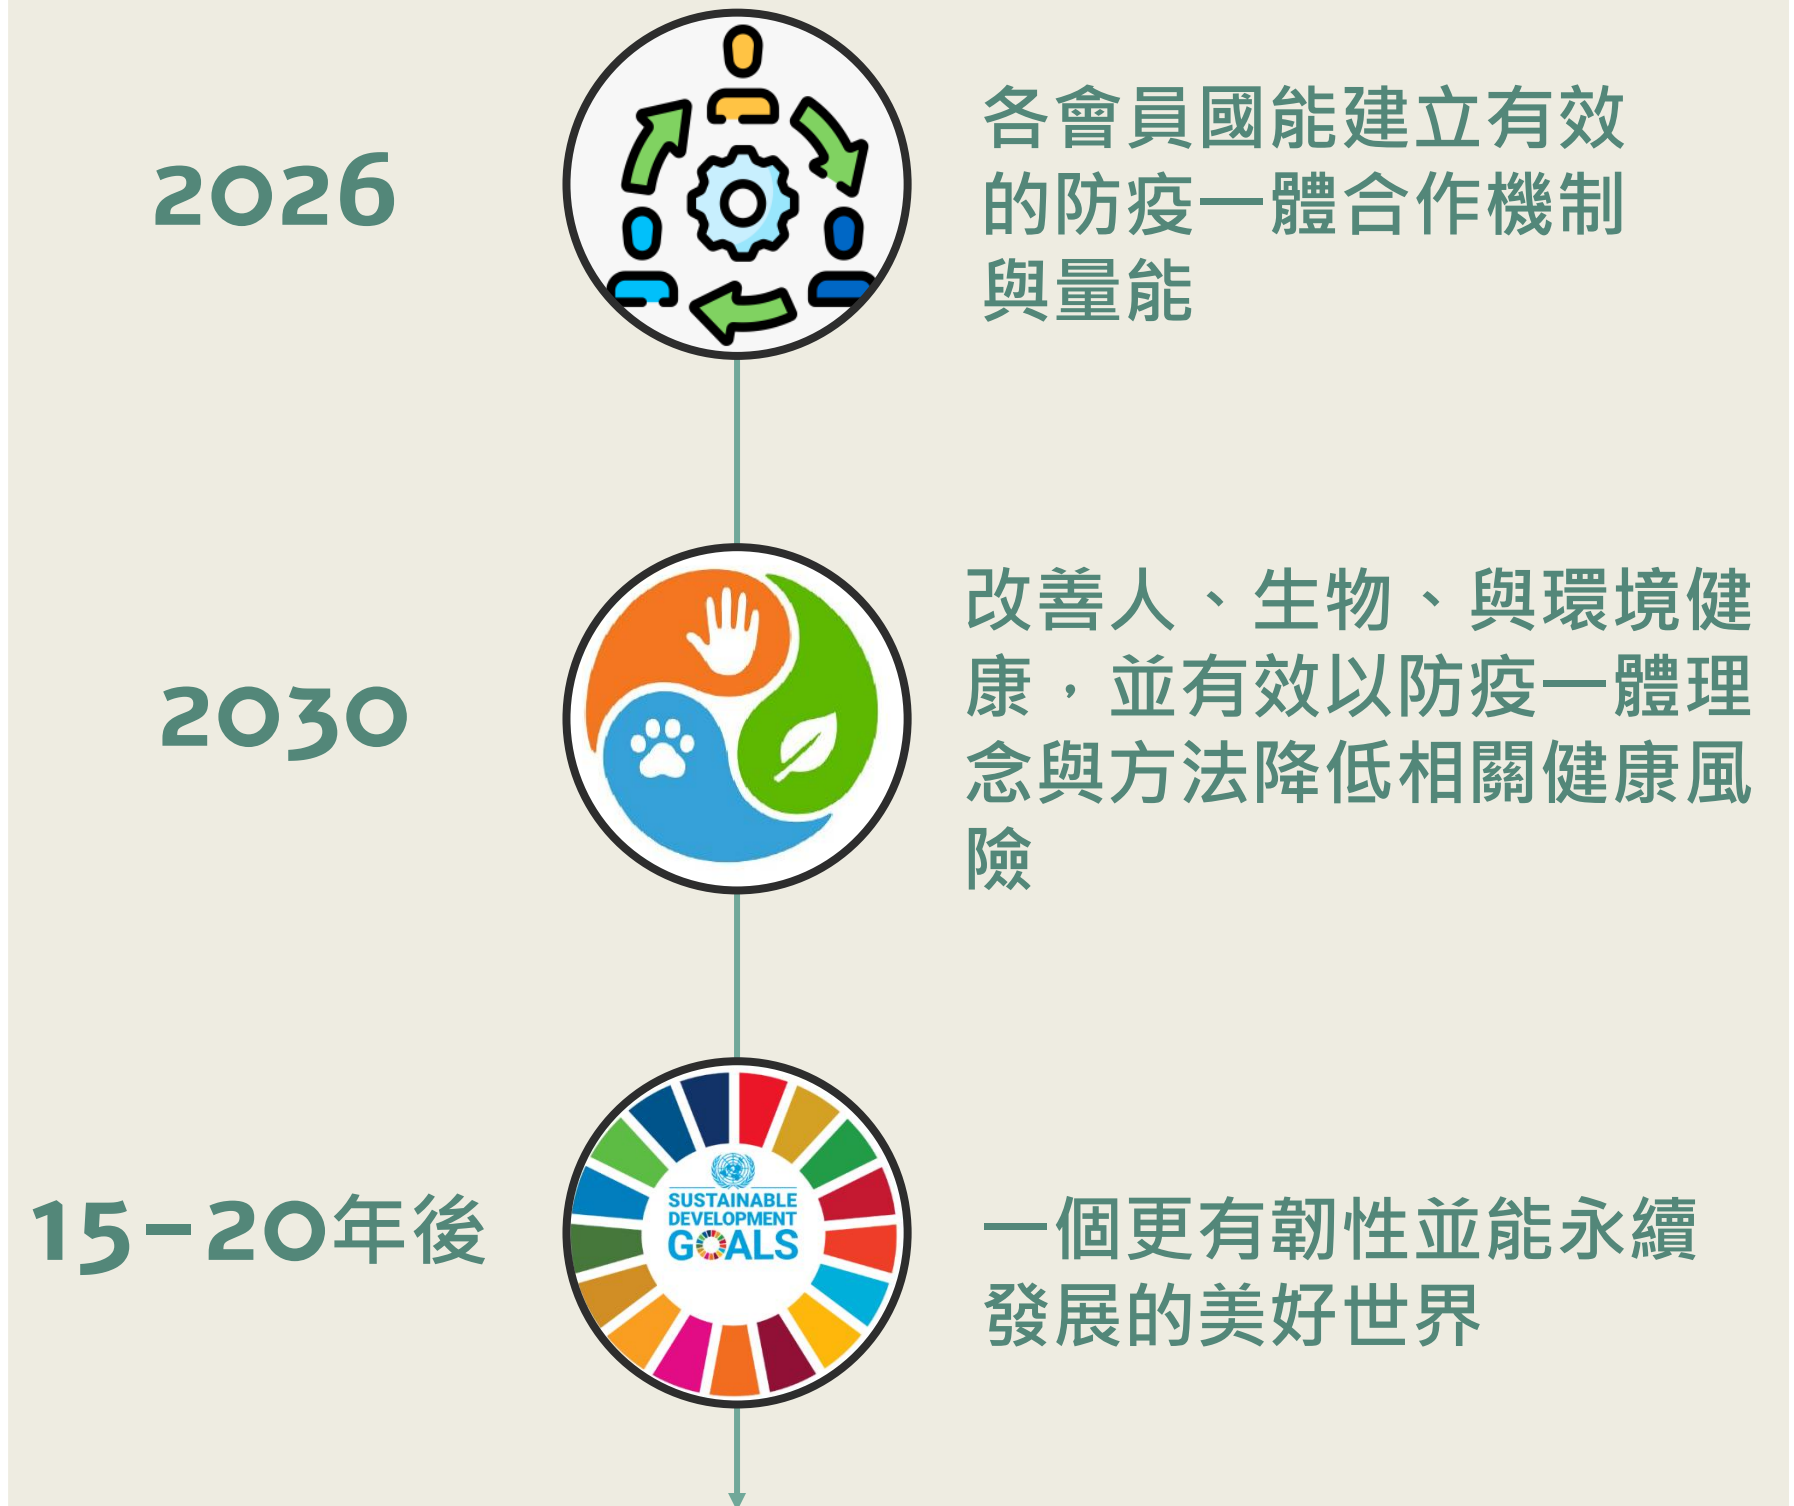 2026
各會員國能建立有效
的防疫一體合作機制
與量能
2030
改善人、生物、與環境健
康，並有效以防疫一體理
念與方法降低相關健康風
險
15-20年後
SUSTAINABLE
DEVELOPMENT
GOALS
一個更有韌性並能永續
發展的美好世界